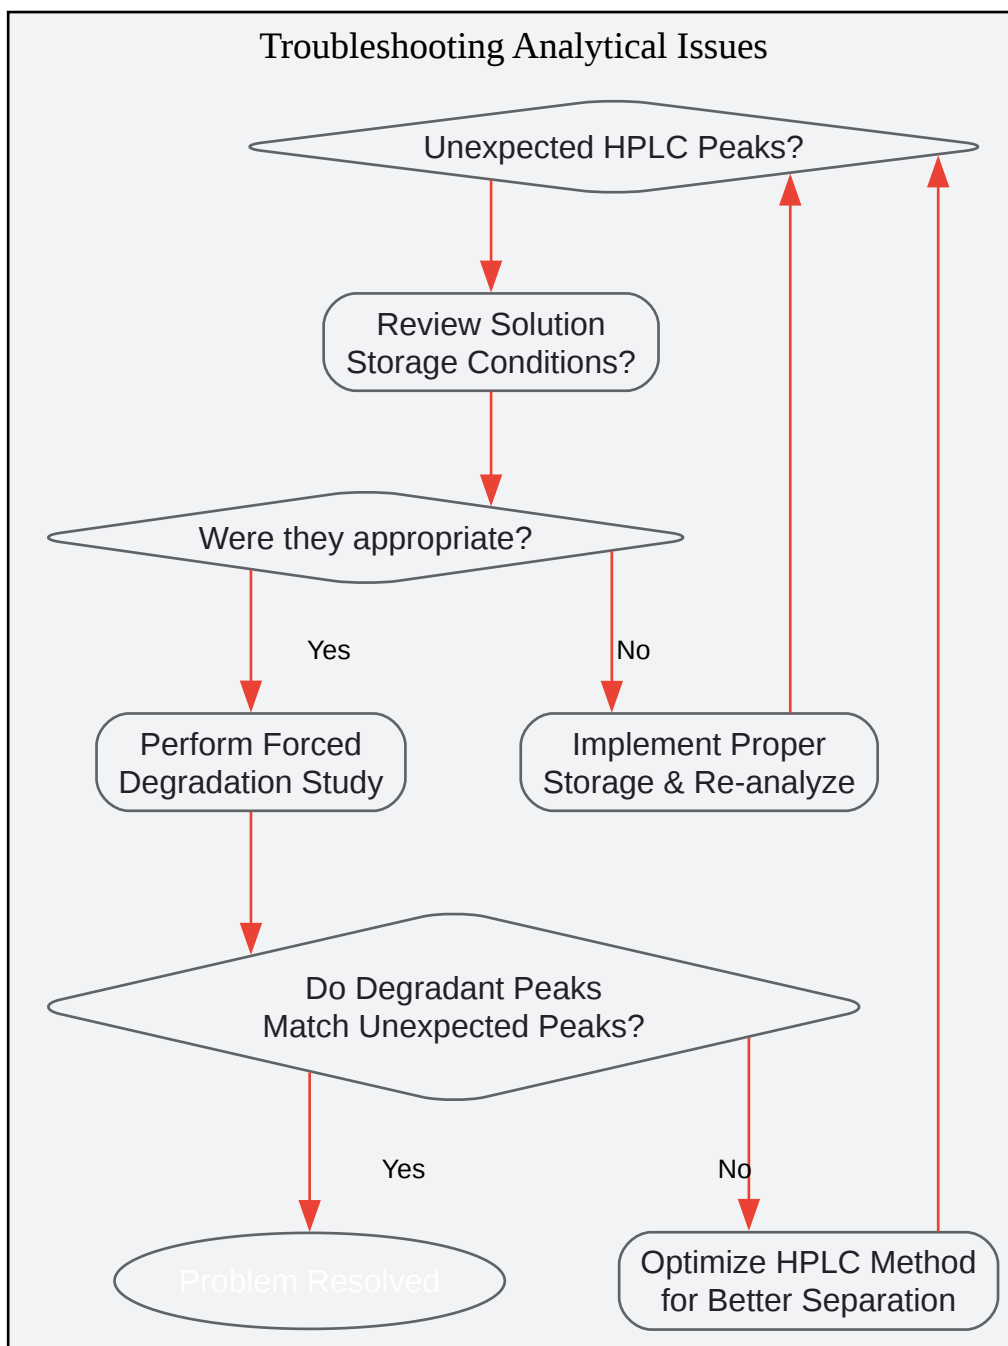 Troubleshooting Analytical Issues
Unexpected HPLC Peaks?
Review Solution
Storage Conditions?
Were they appropriate?
Yes
No
Perform Forced
Degradation Study
Implement Proper
Storage & Re-analyze
Do Degradant Peaks
Match Unexpected Peaks?
Yes
No
Problem Resolved
Optimize HPLC Method
for Better Separation